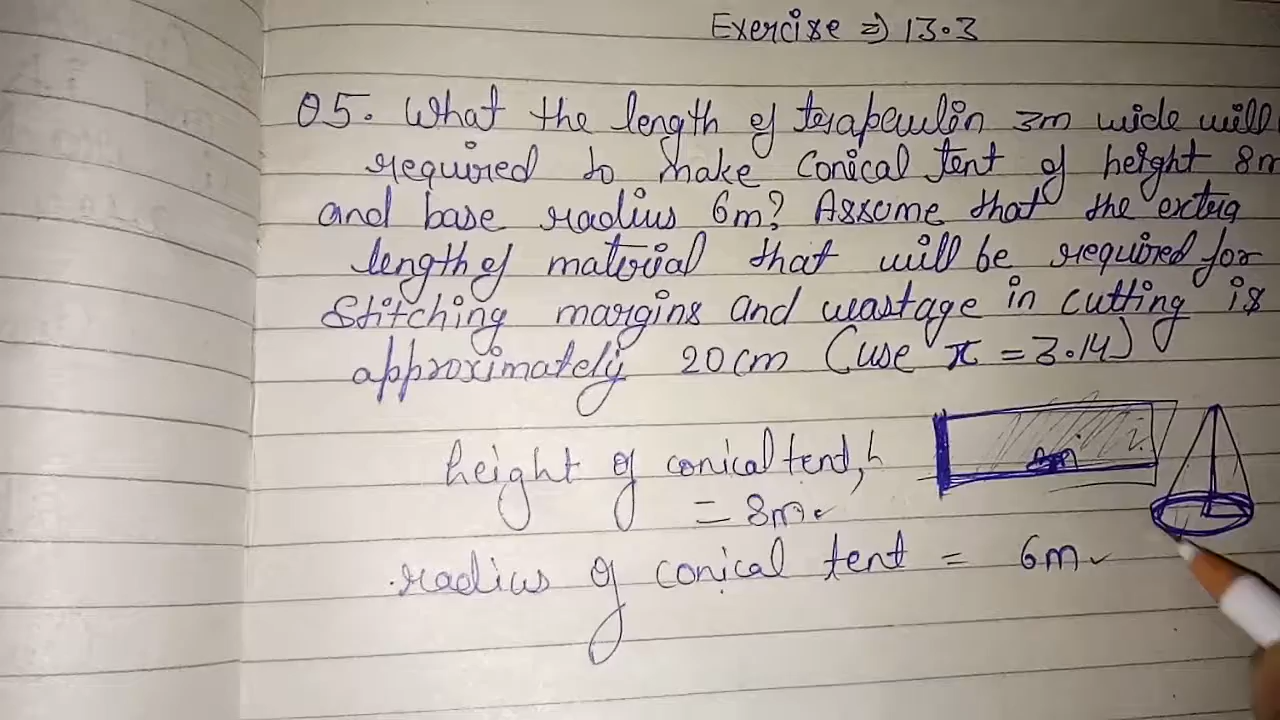 Exercise => 13.3
Q5. What the length of terapaulin 3m wide will
required to make conical tent of height 8m
and base radius 6m? Assume that the extra
length of material that will be required for
Stitching margins and wastage in cutting is
approximately 20cm (use π = 3.14)
height of conical tent, h
= 8m
radius of conical tent = 6m